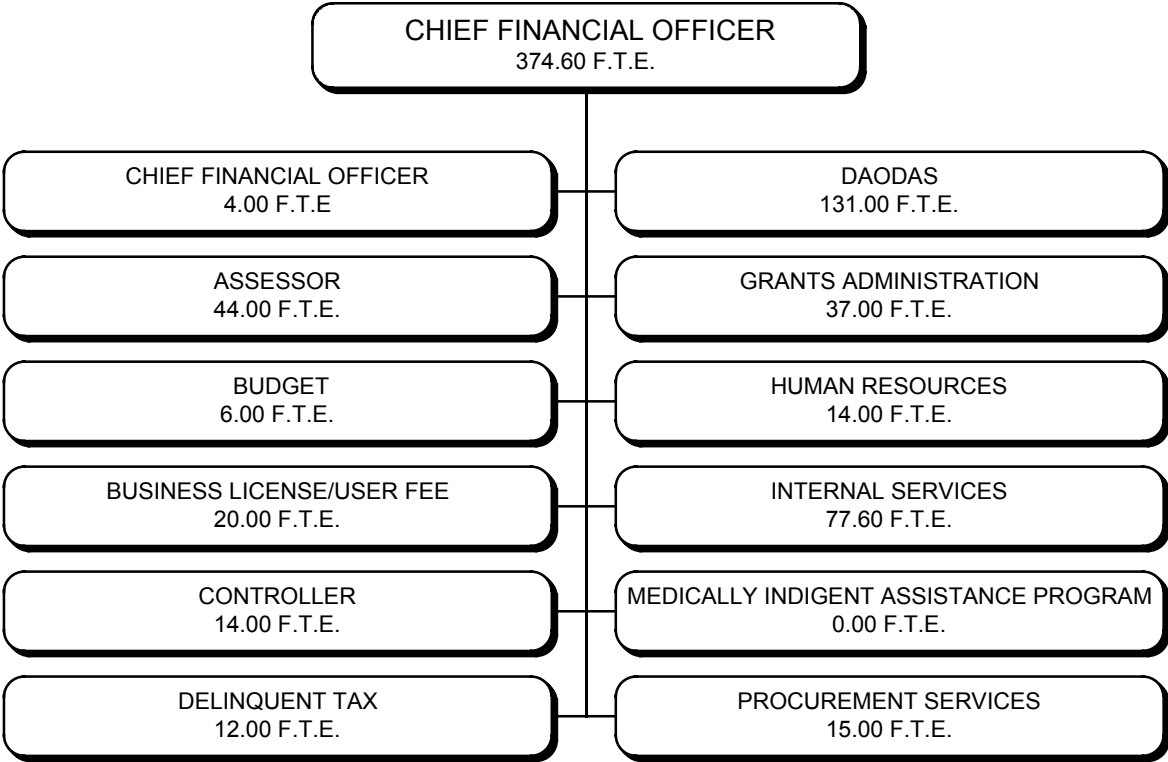 CHIEF FINANCIAL OFFICER
374.60 F.T.E.
CHIEF FINANCIAL OFFICER
4.00 F.T.E
ASSESSOR
44.00 F.T.E.
BUDGET
6.00 F.T.E.
BUSINESS LICENSE/USER FEE
20.00 F.T.E.
CONTROLLER
14.00 F.T.E.
DELINQUENT TAX
12.00 F.T.E.
DAODAS
131.00 F.T.E.
GRANTS ADMINISTRATION
37.00 F.T.E.
HUMAN RESOURCES
14.00 F.T.E.
INTERNAL SERVICES
77.60 F.T.E.
MEDICALLY INDIGENT ASSISTANCE PROGRAM
0.00 F.T.E.
PROCUREMENT SERVICES
15.00 F.T.E.